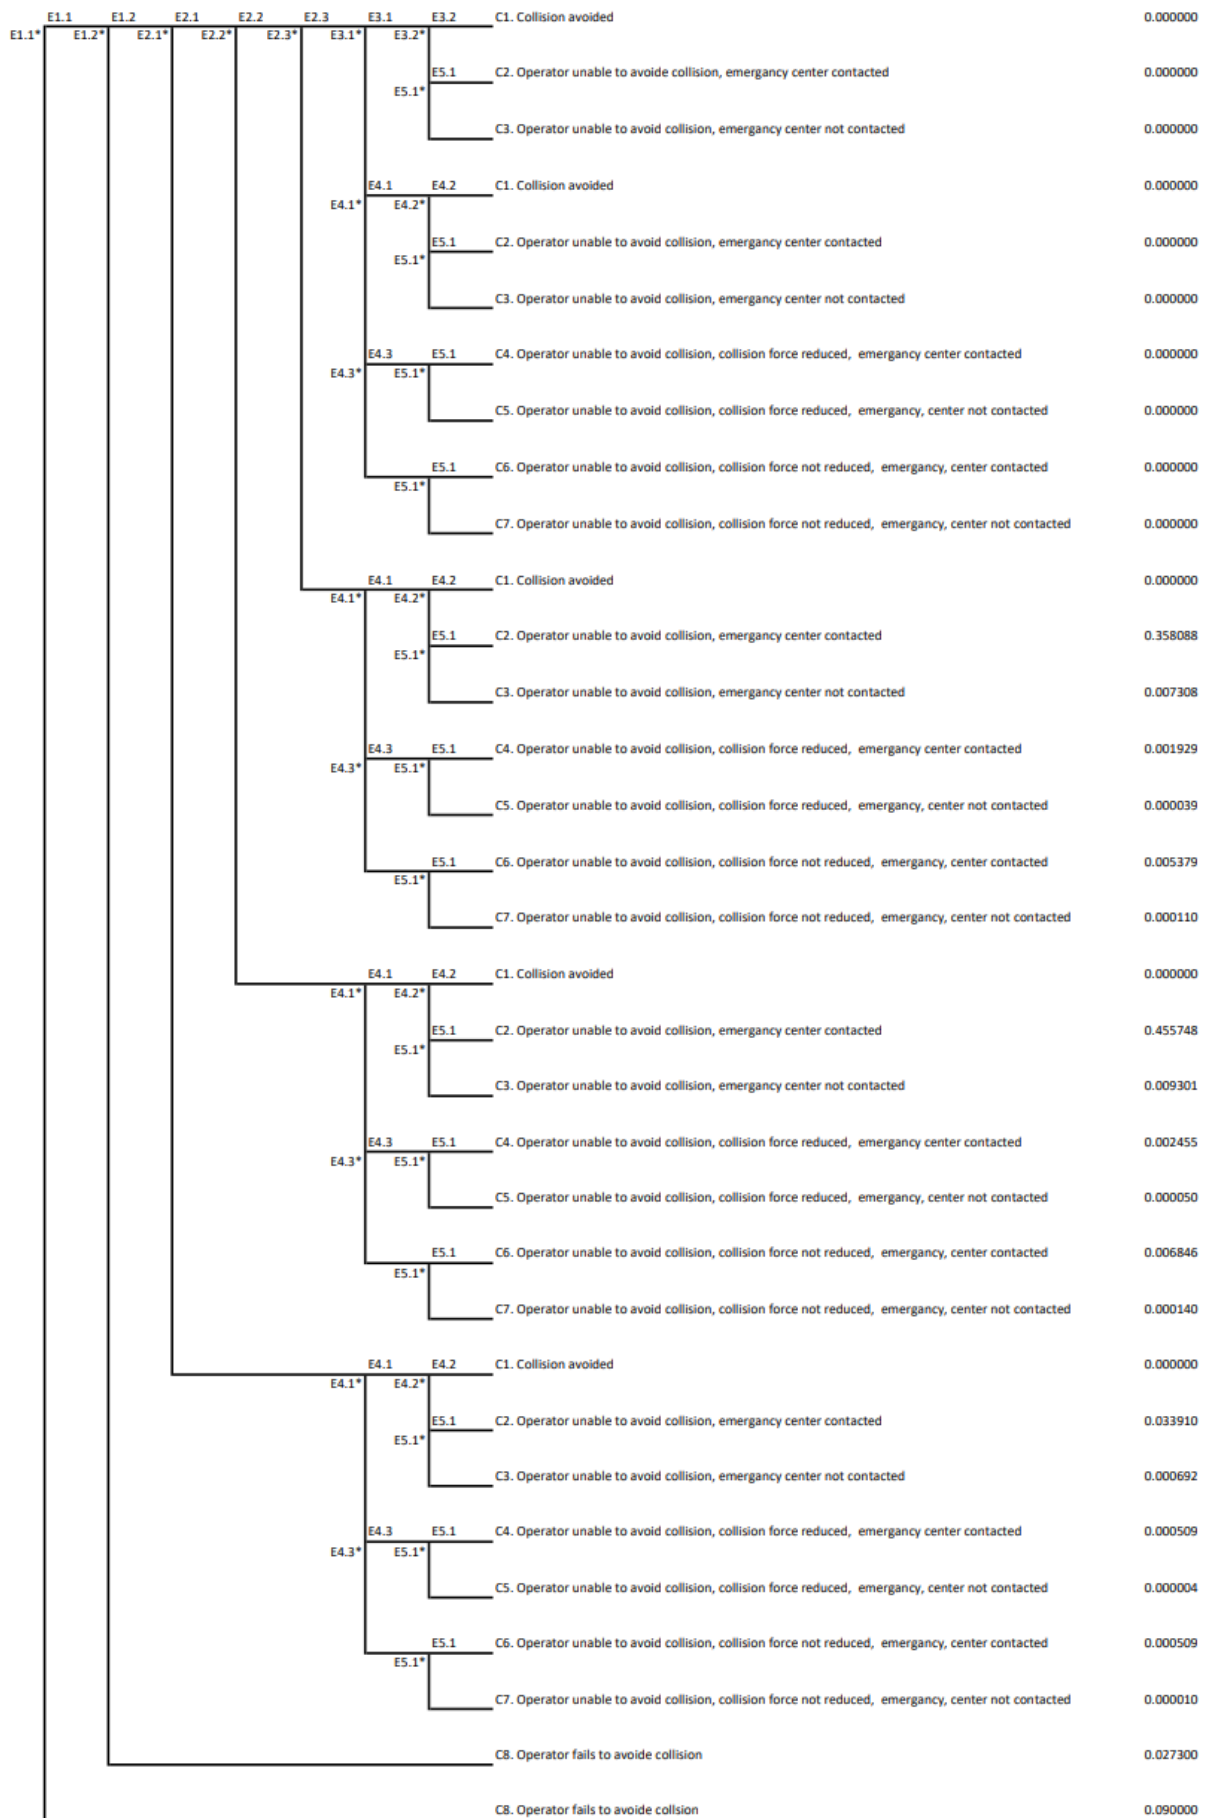 E1.1 E1.2 E2.1 E2.2 E2.3 E3.1 E3.2 C1. Collision avoided 0.000000
E1.1* E1.2* E2.1* E2.2* E2.3* E3.1* E3.2*
E5.1 C2. Operator unable to avoide collision, emergancy center contacted 0.000000
E5.1*
C3. Operator unable to avoid collision, emergancy center not contacted 0.000000
E4.1 E4.2 C1. Collision avoided 0.000000
E4.1* E4.2*
E5.1 C2. Operator unable to avoid collision, emergancy center contacted 0.000000
E5.1*
C3. Operator unable to avoid collision, emergancy center not contacted 0.000000
E4.3 E5.1 C4. Operator unable to avoid collision, collision force reduced, emergancy center contacted 0.000000
E4.3* E5.1*
C5. Operator unable to avoid collision, collision force reduced, emergancy, center not contacted 0.000000
E5.1 C6. Operator unable to avoid collision, collision force not reduced, emergancy, center contacted 0.000000
E5.1*
C7. Operator unable to avoid collision, collision force not reduced, emergancy, center not contacted 0.000000
E4.1 E4.2 C1. Collision avoided 0.000000
E4.1* E4.2*
E5.1 C2. Operator unable to avoid collision, emergancy center contacted 0.358088
E5.1*
C3. Operator unable to avoid collision, emergancy center not contacted 0.007308
E4.3 E5.1 C4. Operator unable to avoid collision, collision force reduced, emergancy center contacted 0.001929
E4.3* E5.1*
C5. Operator unable to avoid collision, collision force reduced, emergancy, center not contacted 0.000039
E5.1 C6. Operator unable to avoid collision, collision force not reduced, emergancy, center contacted 0.005379
E5.1*
C7. Operator unable to avoid collision, collision force not reduced, emergancy, center not contacted 0.000110
E4.1 E4.2 C1. Collision avoided 0.000000
E4.1* E4.2*
E5.1 C2. Operator unable to avoid collision, emergancy center contacted 0.455748
E5.1*
C3. Operator unable to avoid collision, emergancy center not contacted 0.009301
E4.3 E5.1 C4. Operator unable to avoid collision, collision force reduced, emergancy center contacted 0.002455
E4.3* E5.1*
C5. Operator unable to avoid collision, collision force reduced, emergancy, center not contacted 0.000050
E5.1 C6. Operator unable to avoid collision, collision force not reduced, emergancy, center contacted 0.006846
E5.1*
C7. Operator unable to avoid collision, collision force not reduced, emergancy, center not contacted 0.000140
E4.1 E4.2 C1. Collision avoided 0.000000
E4.1* E4.2*
E5.1 C2. Operator unable to avoid collision, emergancy center contacted 0.033910
E5.1*
C3. Operator unable to avoid collision, emergancy center not contacted 0.000692
E4.3 E5.1 C4. Operator unable to avoid collision, collision force reduced, emergancy center contacted 0.000509
E4.3* E5.1*
C5. Operator unable to avoid collision, collision force reduced, emergancy, center not contacted 0.000004
E5.1 C6. Operator unable to avoid collision, collision force not reduced, emergancy, center contacted 0.000509
E5.1*
C7. Operator unable to avoid collision, collision force not reduced, emergancy, center not contacted 0.000010
C8. Operator fails to avoide collision 0.027300
C8. Operator fails to avoide collsion 0.090000